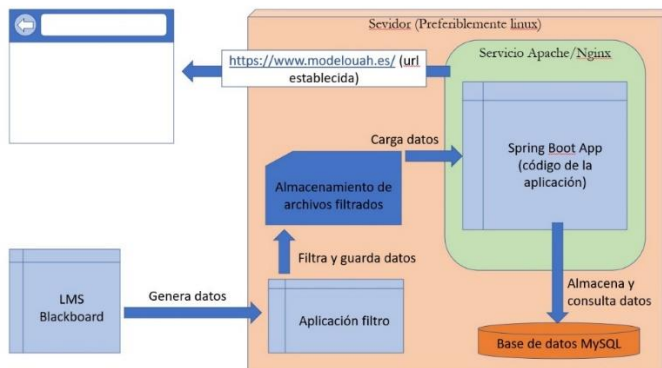 Sevidor (Preferiblemente linux)
Servicio Apache/Nginx
https://www.modelouah.es/ (url
establecida)
Carga datos
Spring Boot App
(código de la
aplicación)
Almacenamiento de
archivos filtrados
Filtra y guarda datos
LMS
Blackboard
Genera datos
Aplicación filtro
Almacena y
consulta datos
Base de datos MySQL